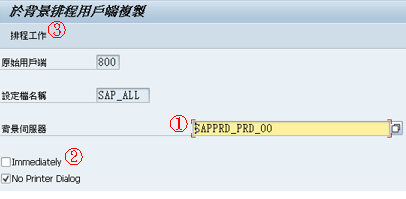 於背景排程用戶端複製
排程工作 ③
原始用戶端 800
設定檔名稱 SAP_ALL
背景伺服器 ① SAPPRD_PRD_00
Immediately ②
No Printer Dialog